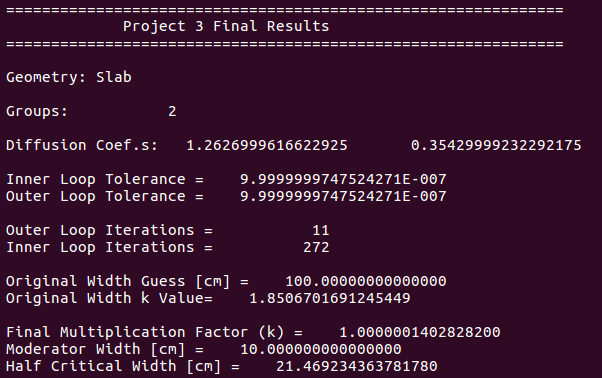 ==============================================================
Project 3 Final Results
==============================================================
Geometry: Slab
Groups: 2
Diffusion Coef.s: 1.2626999616622925 0.35429999232292175
Inner Loop Tolerance = 9.9999999747524271E-007
Outer Loop Tolerance = 9.9999999747524271E-007
Outer Loop Iterations = 11
Inner Loop Iterations = 272
Original Width Guess [cm] = 100.00000000000000
Original Width k Value= 1.8506701691245449
Final Multiplication Factor (k) = 1.0000001402828200
Moderator Width [cm] = 10.000000000000000
Half Critical Width [cm] = 21.469234363781780